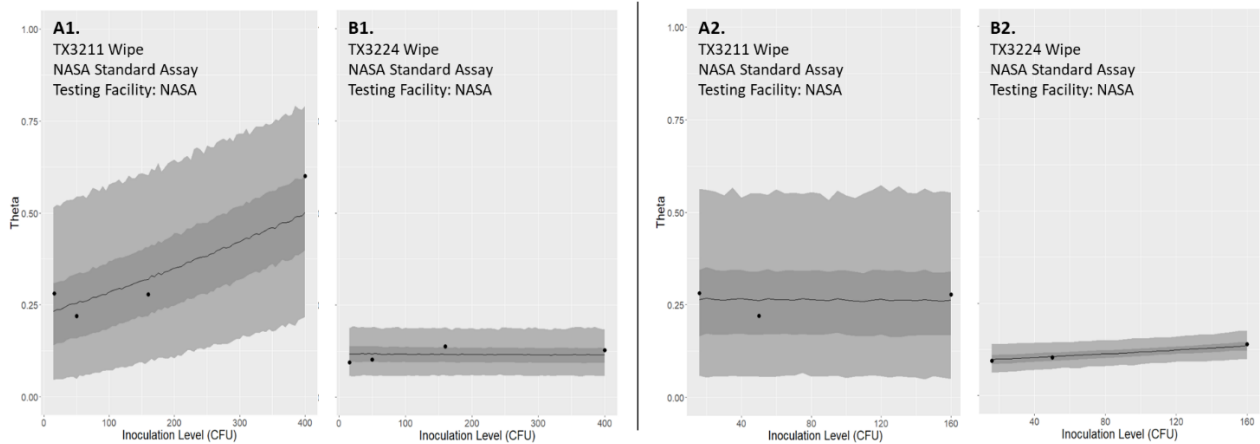 A1.
TX3211 Wipe
NASA Standard Assay
Testing Facility: NASA
B1.
TX3224 Wipe
NASA Standard Assay
Testing Facility: NASA
A2.
TX3211 Wipe
NASA Standard Assay
Testing Facility: NASA
B2.
TX3224 Wipe
NASA Standard Assay
Testing Facility: NASA
1.00
0.75
0.50
0.25
0.00
Theta
0 100 200 300 400
Inoculation Level (CFU)
0 100 200 300 400
Inoculation Level (CFU)
1.00
0.75
0.50
0.25
0.00
Theta
40 80 120 160
Inoculation Level (CFU)
40 80 120 160
Inoculation Level (CFU)